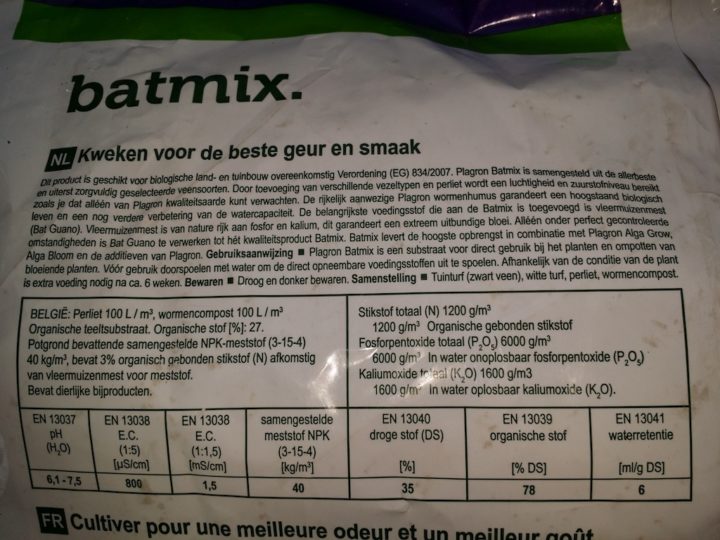 batmix.
NL Kweken voor de beste geur en smaak
Dit product is geschikt voor biologische land- en tuinbouw overeenkomstig Verordening (EG) 834/2007. Plagron Batmix is samengesteld uit de allerbeste
en uiterst zorgvuldig geselecteerde veensoorten. Door toevoeging van verschillende vezeltypen en perliet wordt een luchtigheid en zuurstofniveau bereikt
zoals je dat alléén van Plagron kwaliteitsaarde kunt verwachten. De rijkelijk aanwezige Plagron wormenhumus garandeert een hoogstaand biologisch
leven en een nog verdere verbetering van de watercapaciteit. De belangrijkste voedingsstof die aan de Batmix is toegevoegd is vleermuizenmest
(Bat Guano). Vleermuizenmest is van nature rijk aan fosfor en kalium, dit garandeert een extreem uitbundige bloei. Alléén onder perfect gecontroleerde
omstandigheden is Bat Guano te verwerken tot hét kwaliteitsproduct Batmix. Batmix levert de hoogste opbrengst in combinatie met Plagron Alga Grow,
Alga Bloom en de additieven van Plagron. Gebruiksaanwijzing ■ Plagron Batmix is een substraat voor direct gebruik bij het planten en ompotten van
bloeiende planten. Vóór gebruik doorspoelen met water om de direct opneembare voedingsstoffen uit te spoelen. Afhankelijk van de conditie van de plant
is extra voeding nodig na ca. 6 weken. Bewaren ■ Droog en donker bewaren. Samenstelling ■ Tuinturf (zwart veen), witte turf, perliet, wormencompost.
BELGIË: Perliet 100 L / m³, wormencompost 100 L / m³
Organische teeltsubstraat. Organische stof [%]: 27.
Potgrond bevattende samengestelde NPK-meststof (3-15-4)
40 kg/m³, bevat 3% organisch gebonden stikstof (N) afkomstig
van vleermuizenmest voor meststof.
Bevat dierlijke bijproducten.
Stikstof totaal (N) 1200 g/m³
1200 g/m³ Organische gebonden stikstof
Fosforpentoxide totaal (P₂O₅) 6000 g/m³
6000 g/m³ In water onoplosbaar fosforpentoxide (P₂O₅)
Kaliumoxide totaal (K₂O) 1600 g/m3
1600 g/m³ In water oplosbaar kaliumoxide (K₂O).
EN 13037 EN 13038 EN 13038 samengestelde EN 13040 EN 13039 EN 13041
pH E.C. E.C. meststof NPK droge stof (DS) organische stof waterretentie
(H₂O) (1:5) (1:1,5) (3-15-4)
[µS/cm] [mS/cm] [kg/m³] [%] [% DS] [ml/g DS]
6,1 - 7,5 800 1,5 40 35 78 6
FR Cultiver pour une meilleure odeur et un meilleur goût